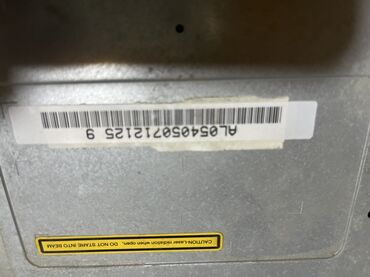 AL054050712125 9
CAUTION-Laser radiation when open, DO NOT STARE INTO BEAM